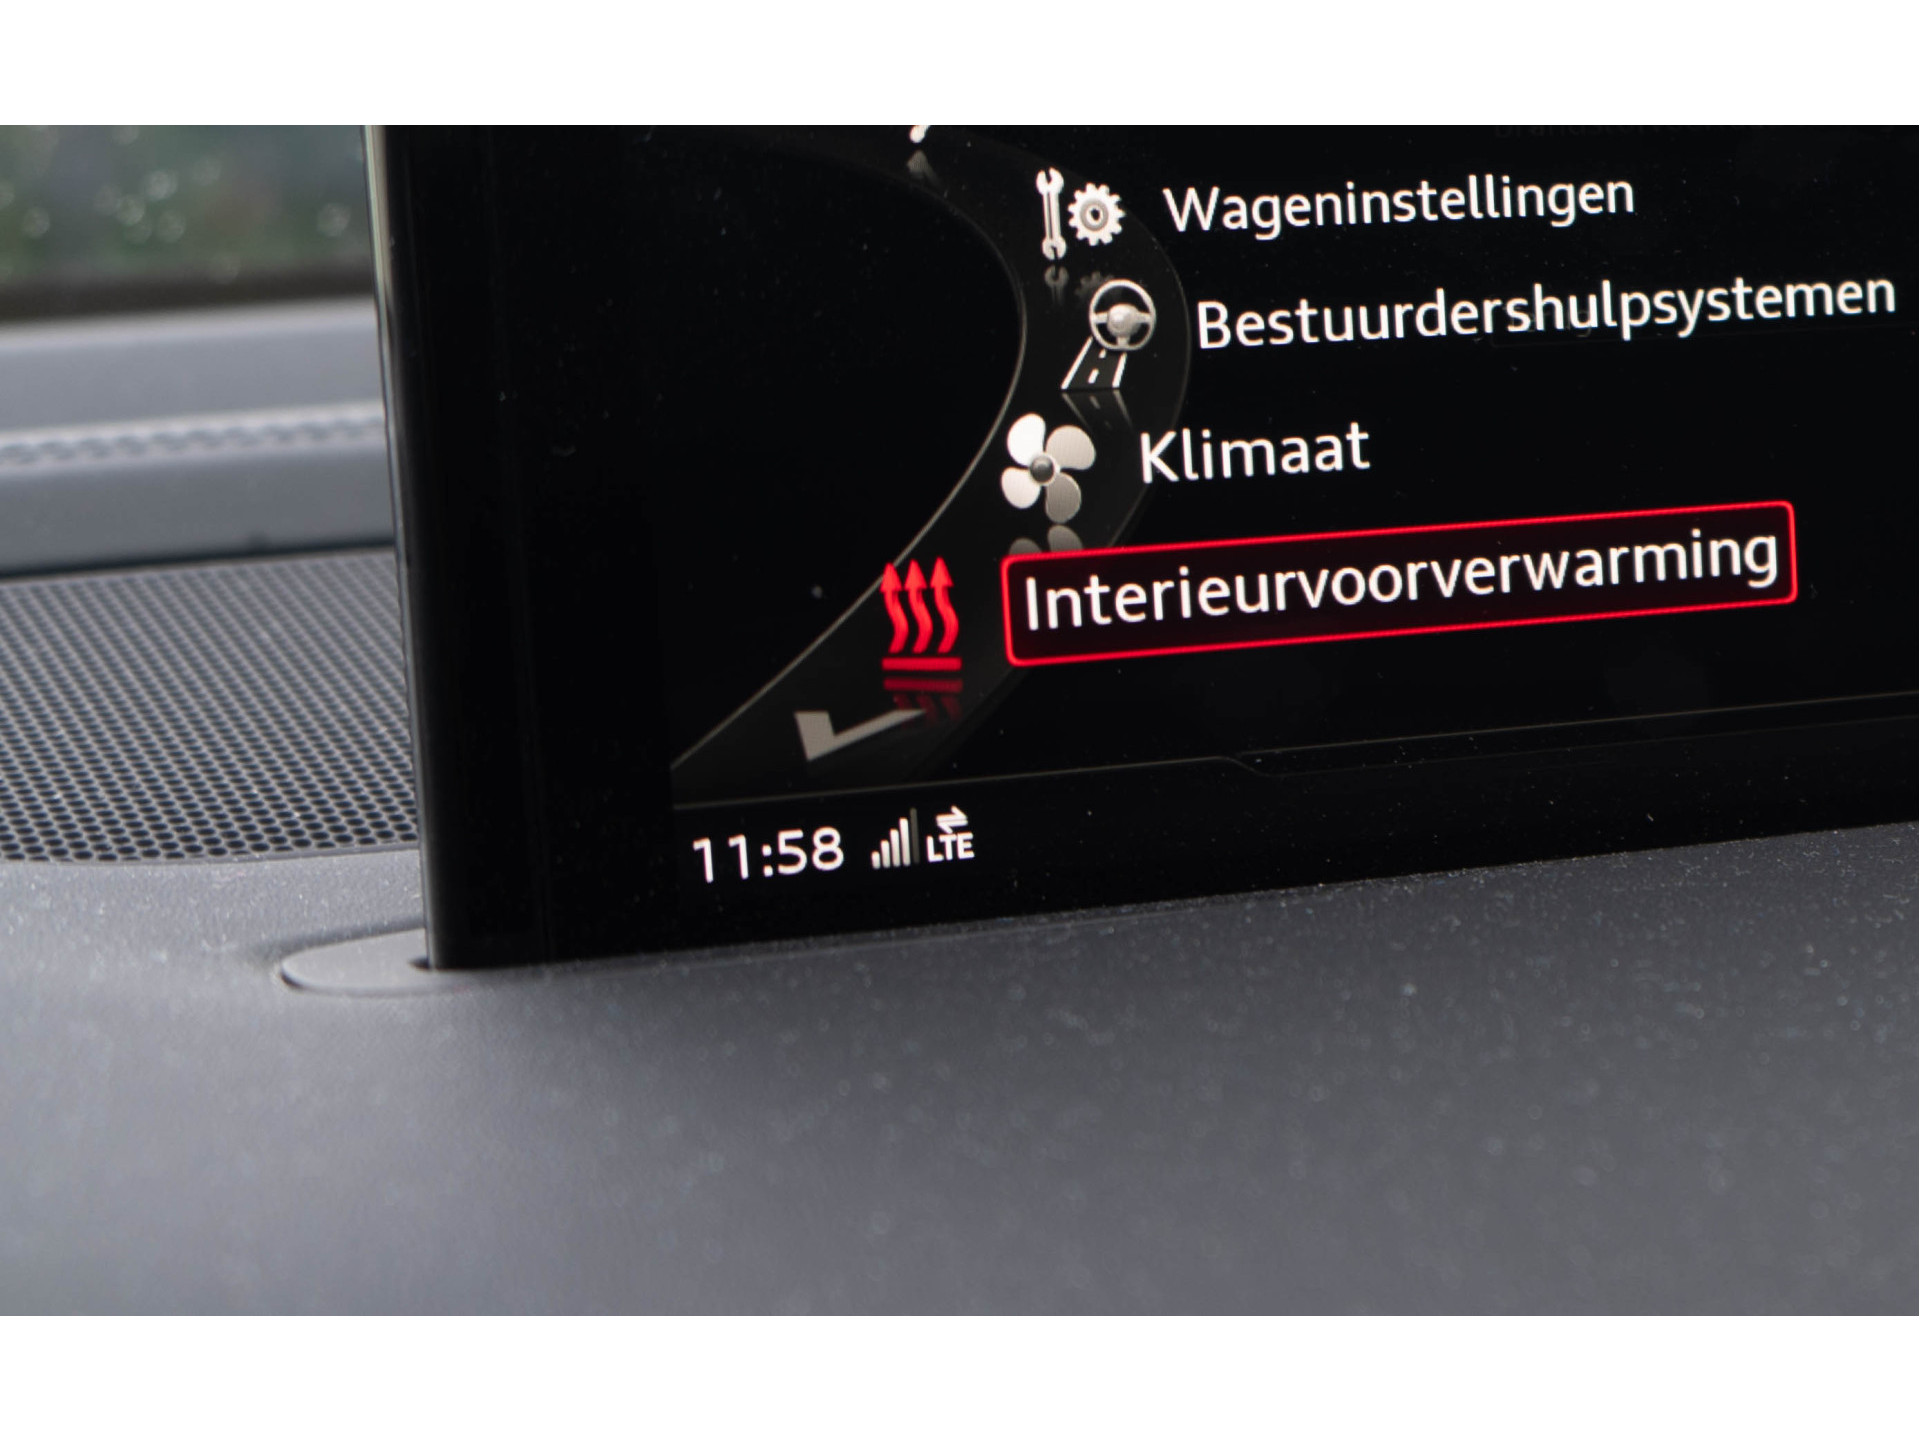 Wageninstellingen
Bestuurdershulpsystemen
Klimaat
Interieurvoorverwarming
11:58 LTE